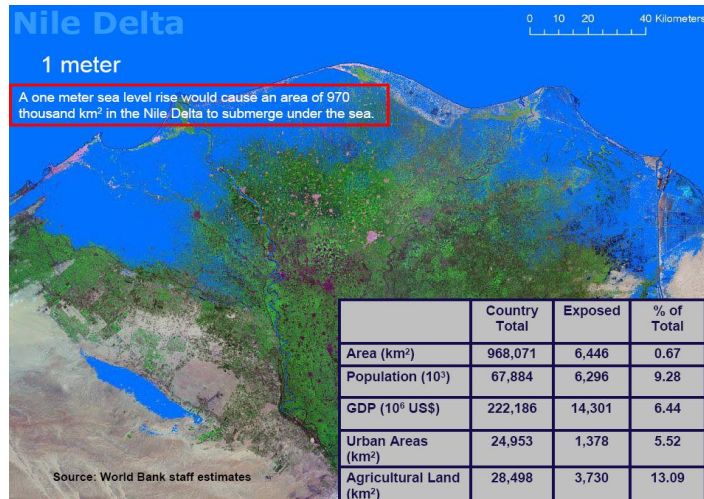 Nile Delta
0 10 20 40 Kilometers
1 meter
A one meter sea level rise would cause an area of 970
thousand km² in the Nile Delta to submerge under the sea.
Country Total Exposed % of Total
Area (km²) 968,071 6,446 0.67
Population (10³) 67,884 6,296 9.28
GDP (10⁶ US$) 222,186 14,301 6.44
Urban Areas (km²) 24,953 1,378 5.52
Agricultural Land (km²) 28,498 3,730 13.09
Source: World Bank staff estimates